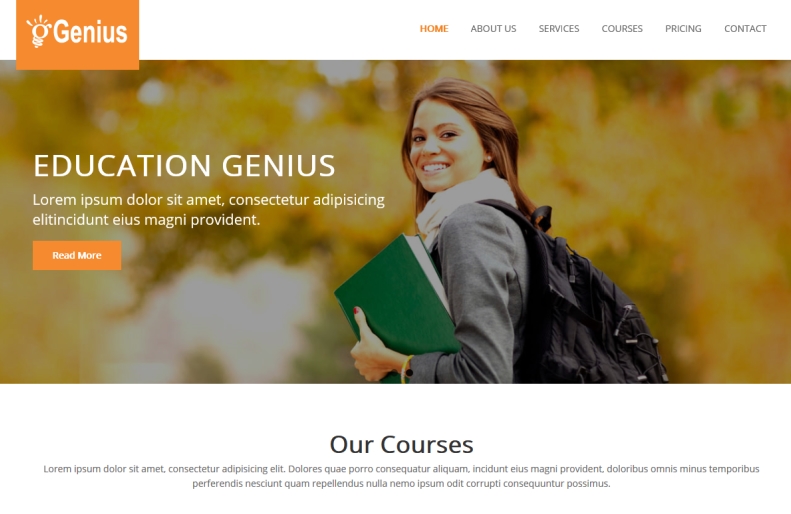 Genius
HOME ABOUT US SERVICES COURSES PRICING CONTACT
EDUCATION GENIUS
Lorem ipsum dolor sit amet, consectetur adipisicing
elitincidunt eius magni provident.
Read More
Our Courses
Lorem ipsum dolor sit amet, consectetur adipisicing elit. Dolores quae porro consequatur aliquam, incidunt eius magni provident, doloribus omnis minus temporibus
perferendis nesciunt quam repellendus nulla nemo ipsum odit corrupti consequuntur possimus.